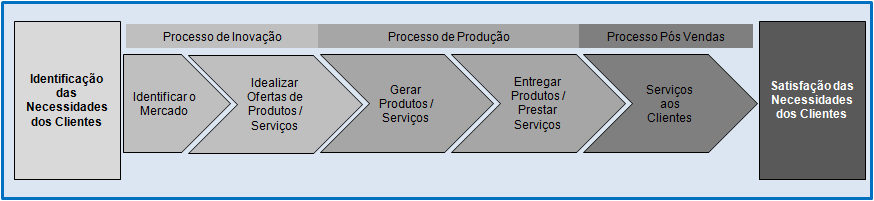 Identificação
das
Necessidades
dos Clientes
Processo de Inovação
Processo de Produção
Processo Pós Vendas
Identificar o
Mercado
Idealizar
Ofertas de
Produtos /
Serviços
Gerar
Produtos /
Serviços
Entregar
Produtos /
Prestar
Serviços
Serviços
aos
Clientes
Satisfação das
Necessidades
dos Clientes